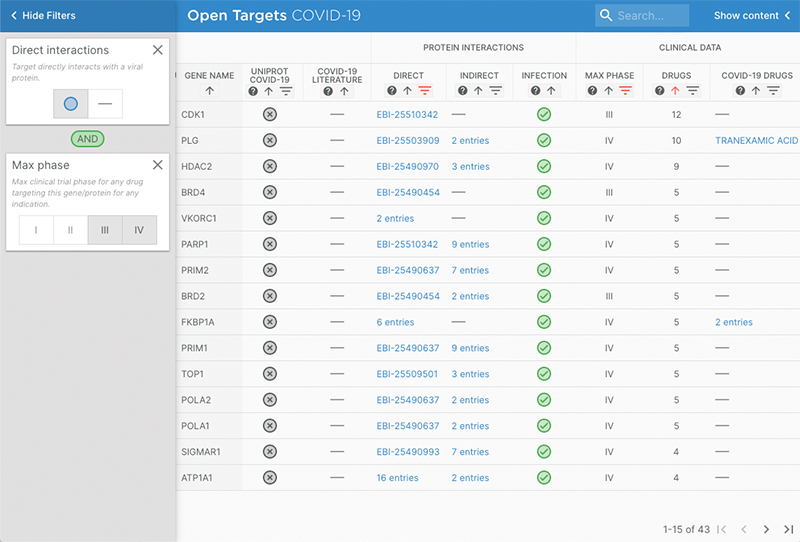 Hide Filters
Open Targets COVID-19
Search...
Show content
Direct interactions
Target directly interacts with a viral
protein.
AND
Max phase
Max clinical trial phase for any drug
targeting this gene/protein for any
indication.
I II III IV
PROTEIN INTERACTIONS CLINICAL DATA
GENE NAME UNIPROT COVID-19 COVID-19 LITERATURE DIRECT INDIRECT INFECTION MAX PHASE DRUGS COVID-19 DRUGS
CDK1 EBI-25510342 III 12
PLG EBI-25503909 2 entries IV 10 TRANEXAMIC ACID
HDAC2 EBI-25490970 3 entries IV 9
BRD4 EBI-25490454 III 5
VKORC1 2 entries IV 5
PARP1 EBI-25510342 9 entries IV 5
PRIM2 EBI-25490637 7 entries IV 5
BRD2 EBI-25490454 2 entries III 5
FKBP1A 6 entries IV 5 2 entries
PRIM1 EBI-25490637 9 entries IV 5
TOP1 EBI-25509501 3 entries IV 5
POLA2 EBI-25490637 2 entries IV 5
POLA1 EBI-25490637 2 entries IV 5
SIGMAR1 EBI-25490993 7 entries IV 4
ATP1A1 16 entries 2 entries IV 4
1-15 of 43